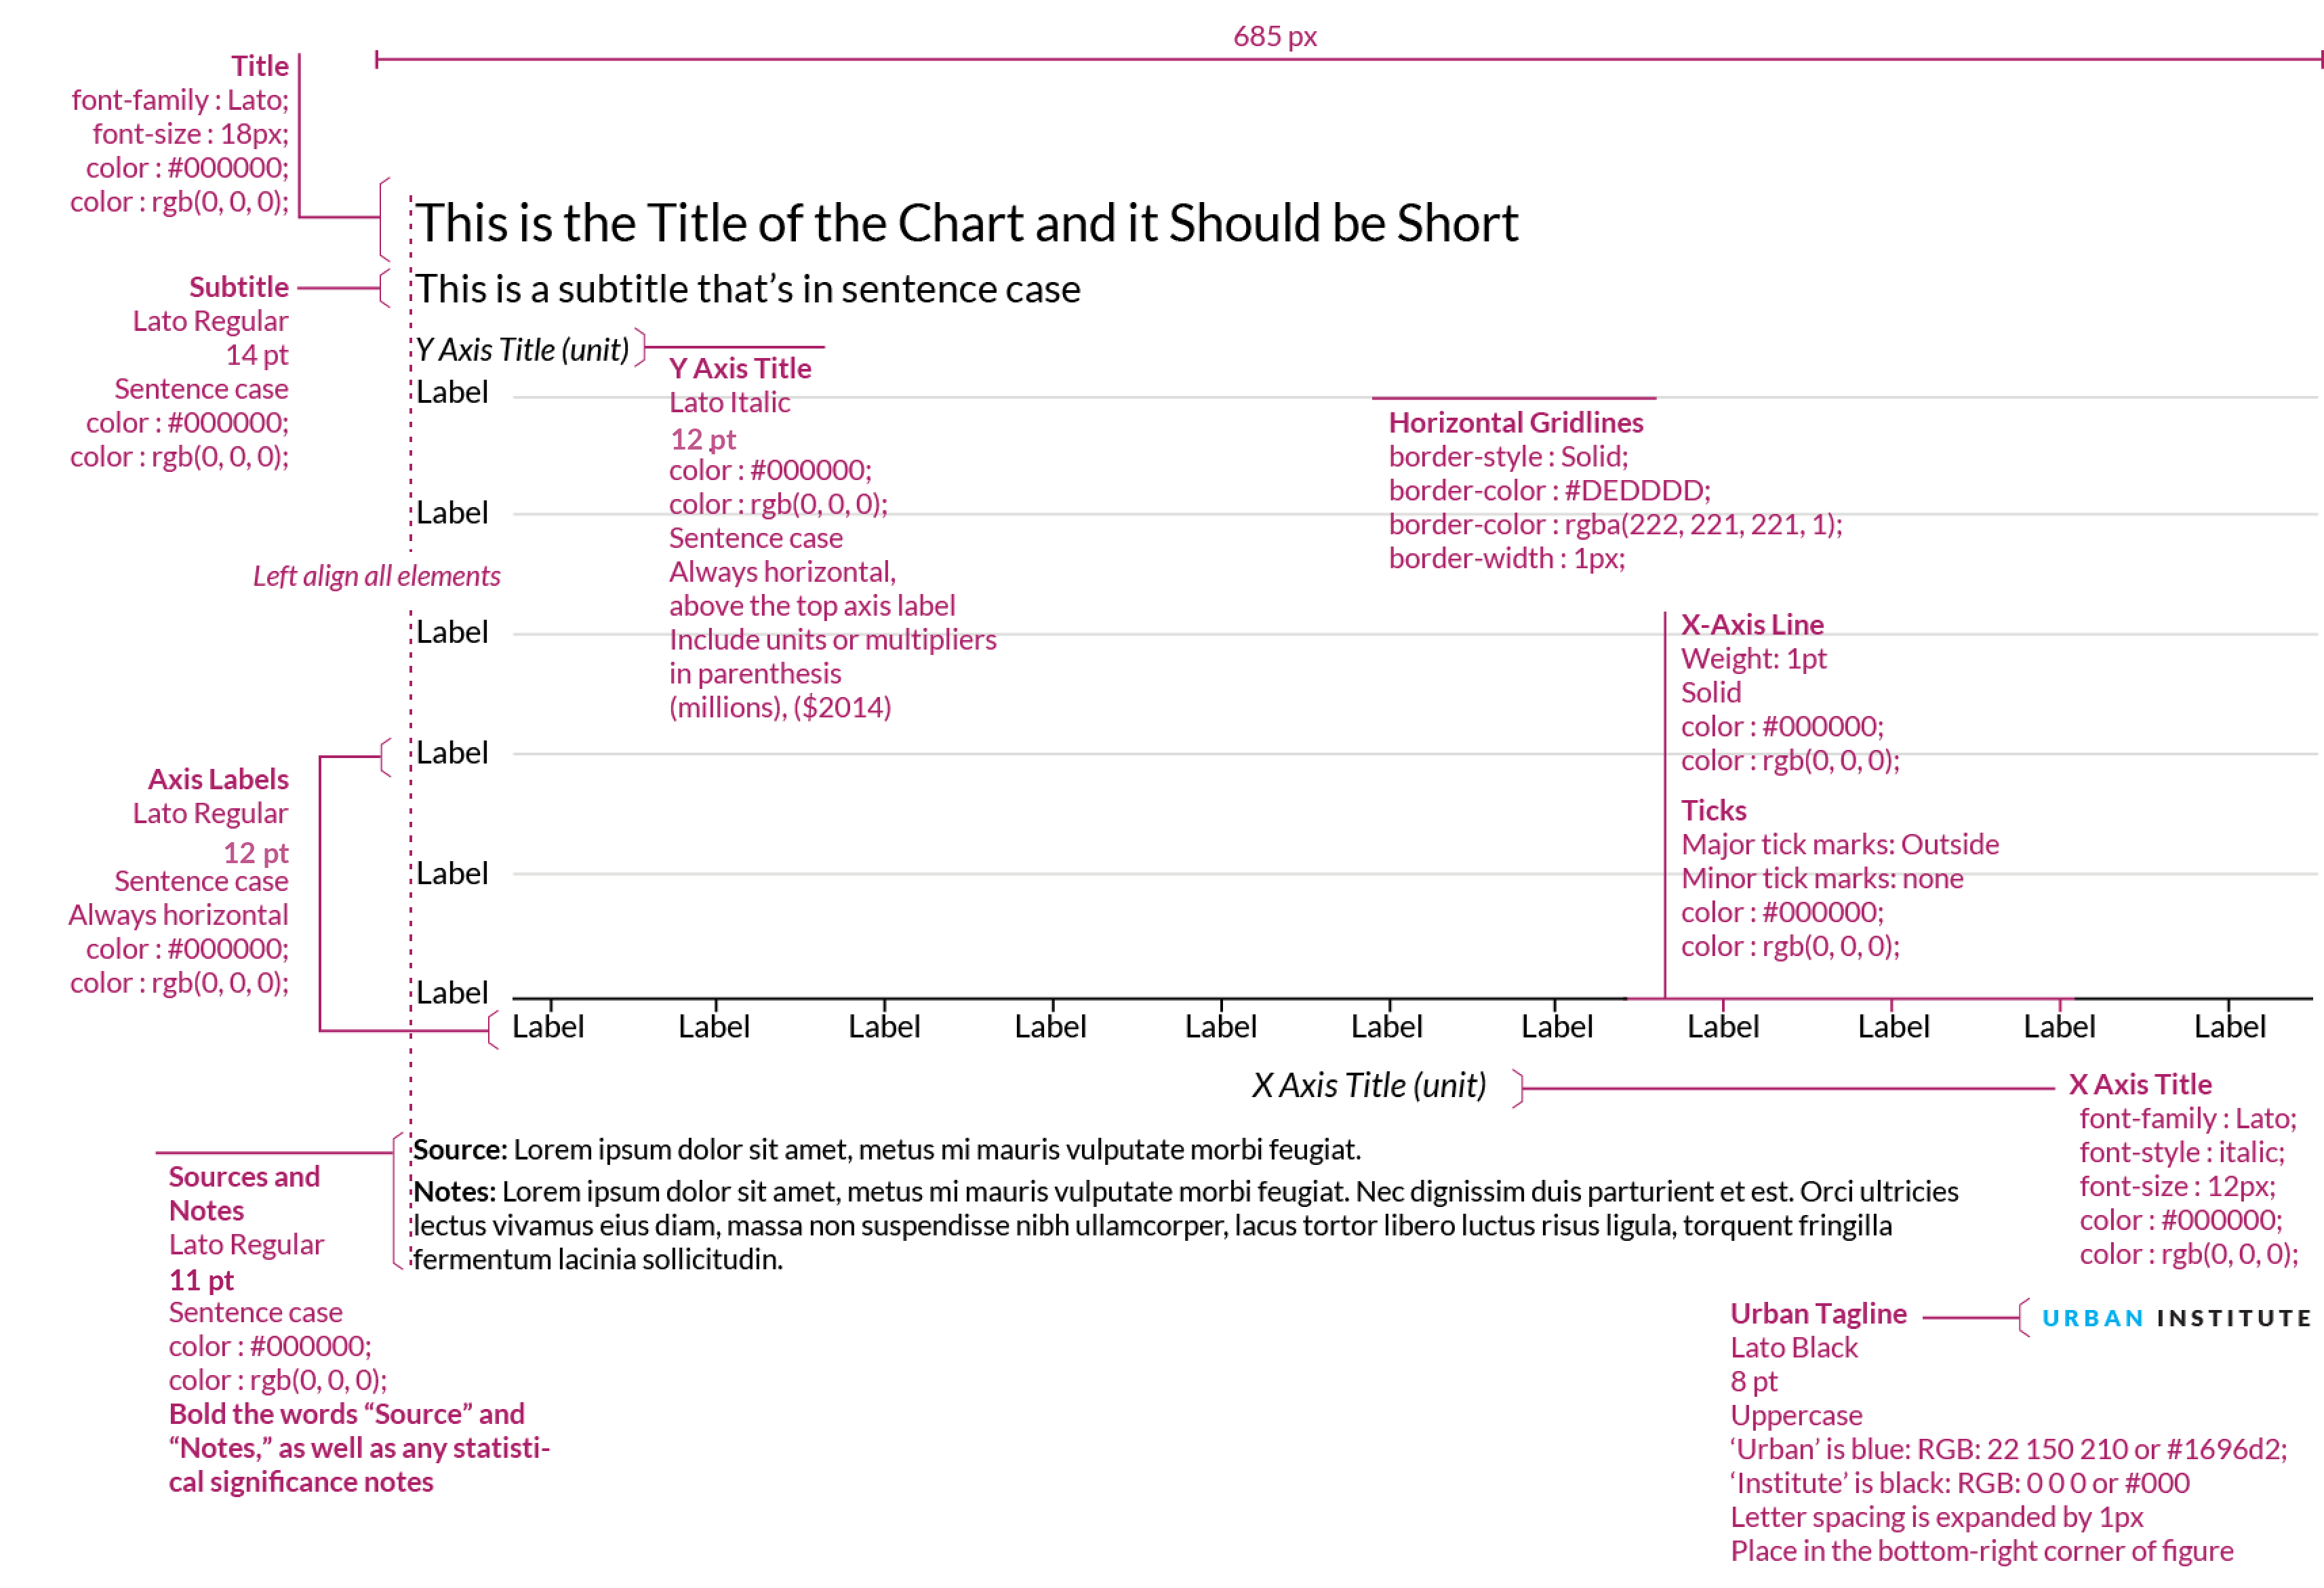 685 px
Title
font-family : Lato;
font-size : 18px;
color : #000000;
color : rgb(0, 0, 0);
This is the Title of the Chart and it Should be Short
Subtitle
Lato Regular
14 pt
Sentence case
color : #000000;
color : rgb(0, 0, 0);
This is a subtitle that’s in sentence case
Y Axis Title (unit)
Y Axis Title
Lato Italic
12 pt
color : #000000;
color : rgb(0, 0, 0);
Sentence case
Always horizontal,
above the top axis label
Include units or multipliers
in parenthesis
(millions), ($2014)
Label
Label
Label
Label
Label
Label
Horizontal Gridlines
border-style : Solid;
border-color : #DEDDDD;
border-color : rgba(222, 221, 221, 1);
border-width : 1px;
Left align all elements
X-Axis Line
Weight: 1pt
Solid
color : #000000;
color : rgb(0, 0, 0);
Ticks
Major tick marks: Outside
Minor tick marks: none
color : #000000;
color : rgb(0, 0, 0);
Axis Labels
Lato Regular
12 pt
Sentence case
Always horizontal
color : #000000;
color : rgb(0, 0, 0);
Label Label Label Label Label Label Label Label Label Label Label
X Axis Title (unit)
X Axis Title
font-family : Lato;
font-style : italic;
font-size : 12px;
color : #000000;
color : rgb(0, 0, 0);
Source: Lorem ipsum dolor sit amet, metus mi mauris vulputate morbi feugiat.
Notes: Lorem ipsum dolor sit amet, metus mi mauris vulputate morbi feugiat. Nec dignissim duis parturient et est. Orci ultricies
lectus vivamus eius diam, massa non suspendisse nibh ullamcorper, lacus tortor libero luctus risus ligula, torquent fringilla
fermentum lacinia sollicitudin.
Sources and
Notes
Lato Regular
11 pt
Sentence case
color : #000000;
color : rgb(0, 0, 0);
Bold the words “Source” and
“Notes,” as well as any statisti-
cal significance notes
Urban Tagline
URBAN INSTITUTE
Lato Black
8 pt
Uppercase
‘Urban’ is blue: RGB: 22 150 210 or #1696d2;
‘Institute’ is black: RGB: 0 0 0 or #000
Letter spacing is expanded by 1px
Place in the bottom-right corner of figure